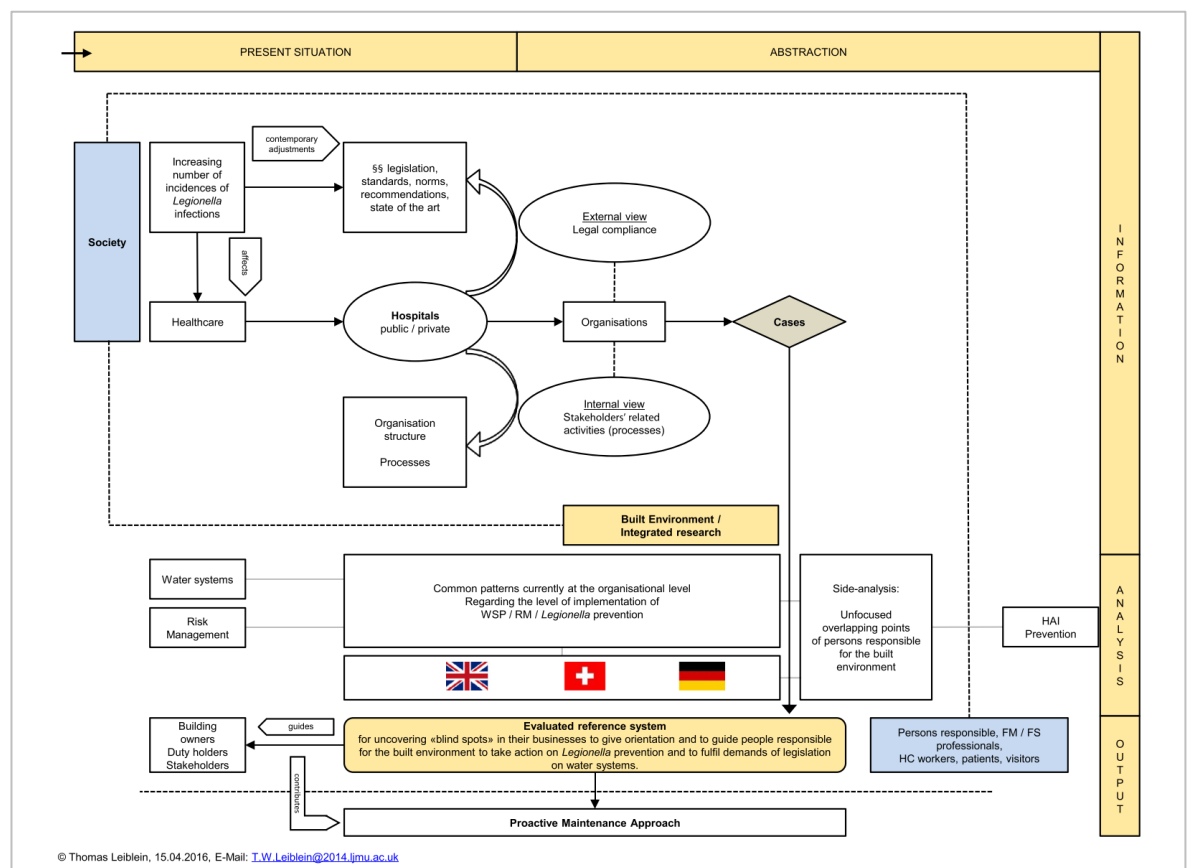 PRESENT SITUATION
ABSTRACTION
INFORMATION
Society
Increasing
number of
incidences of
Legionella
infections
contemporary
adjustments
§§ legislation,
standards, norms,
recommendations,
state of the art
External view
Legal compliance
affects
Healthcare
Hospitals
public / private
Organisations
Cases
Organisation
structure
Processes
Internal view
Stakeholders' related
activities (processes)
Built Environment /
Integrated research
ANALYSIS
Water systems
Risk
Management
Common patterns currently at the organisational level
Regarding the level of implementation of
WSP / RM / Legionella prevention
Side-analysis:
Unfocused
overlapping points
of persons responsible
for the built
environment
HAI
Prevention
OUTPUT
Building
owners
Duty holders
Stakeholders
guides
Evaluated reference system
for uncovering «blind spots» in their businesses to give orientation and to guide people responsible
for the built environment to take action on Legionella prevention and to fulfil demands of legislation
on water systems.
Persons responsible, FM / FS
professionals,
HC workers, patients, visitors
contributes
Proactive Maintenance Approach
© Thomas Leiblein, 15.04.2016, E-Mail: T.W.Leiblein@2014.ljmu.ac.uk